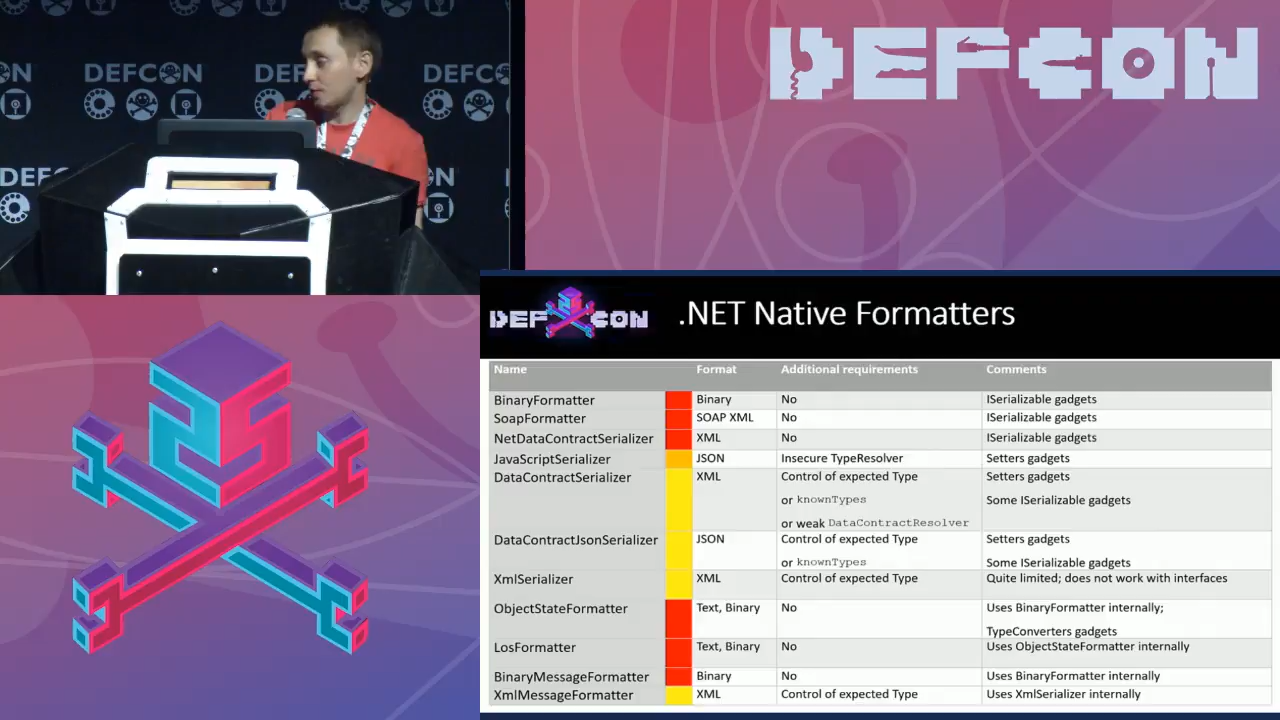 DEFCON
DEFCON
DEFC
DEFCON
DEFCON
.NET Native Formatters
Name Format Additional requirements Comments
BinaryFormatter Binary No ISerializable gadgets
SoapFormatter SOAP XML No ISerializable gadgets
NetDataContractSerializer XML No ISerializable gadgets
JavaScriptSerializer JSON Insecure TypeResolver Setters gadgets
DataContractSerializer XML Control of expected Type Setters gadgets
or knownTypes Some ISerializable gadgets
or weak DataContractResolver
DataContractJsonSerializer JSON Control of expected Type Setters gadgets
or knownTypes Some ISerializable gadgets
XmlSerializer XML Control of expected Type Quite limited; does not work with interfaces
ObjectStateFormatter Text, Binary No Uses BinaryFormatter internally;
TypeConverters gadgets
LosFormatter Text, Binary No Uses ObjectStateFormatter internally
BinaryMessageFormatter Binary No Uses BinaryFormatter internally
XmlMessageFormatter XML Control of expected Type Uses XmlSerializer internally